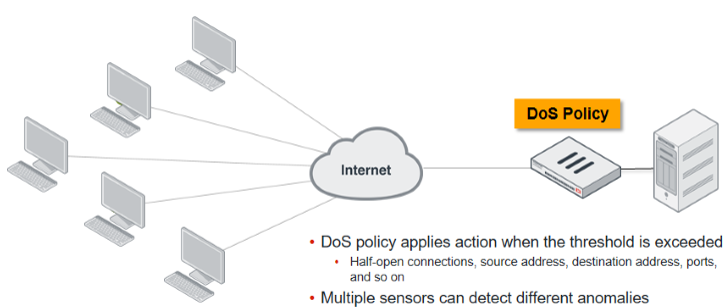 DoS Policy
Internet
• DoS policy applies action when the threshold is exceeded
• Half-open connections, source address, destination address, ports,
and so on
• Multiple sensors can detect different anomalies